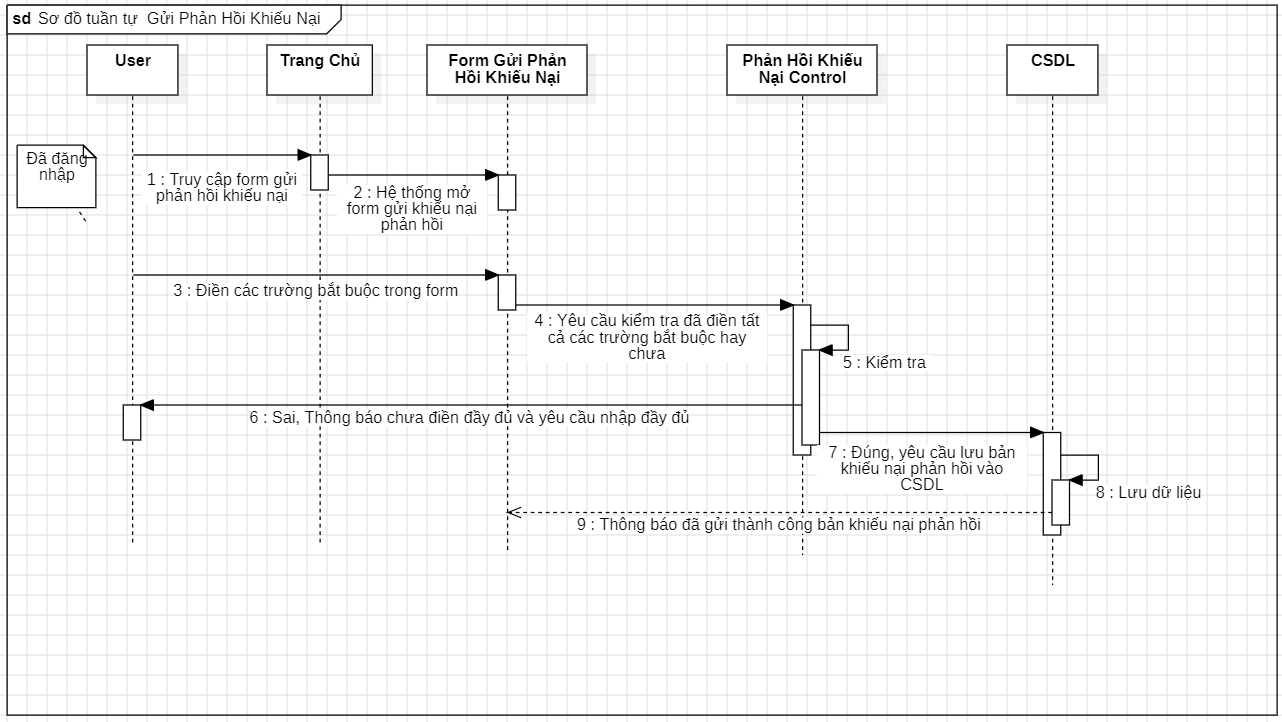 sd Sơ đồ tuần tự  Gửi Phản Hồi Khiếu Nại
User
Trang Chủ
Form Gửi Phản
Hồi Khiếu Nại
Phản Hồi Khiếu
Nại Control
CSDL
Đã đăng
nhập
1 : Truy cập form gửi
phản hồi khiếu nại
2 : Hệ thống mở
form gửi khiếu nại
phản hồi
3 : Điền các trường bắt buộc trong form
4 : Yêu cầu kiểm tra đã điền tất
cả các trường bắt buộc hay
chưa
5 : Kiểm tra
6 : Sai, Thông báo chưa điền đầy đủ và yêu cầu nhập đầy đủ
7 : Đúng, yêu cầu lưu bản
khiếu nại phản hồi vào
CSDL
8 : Lưu dữ liệu
9 : Thông báo đã gửi thành công bản khiếu nại phản hồi